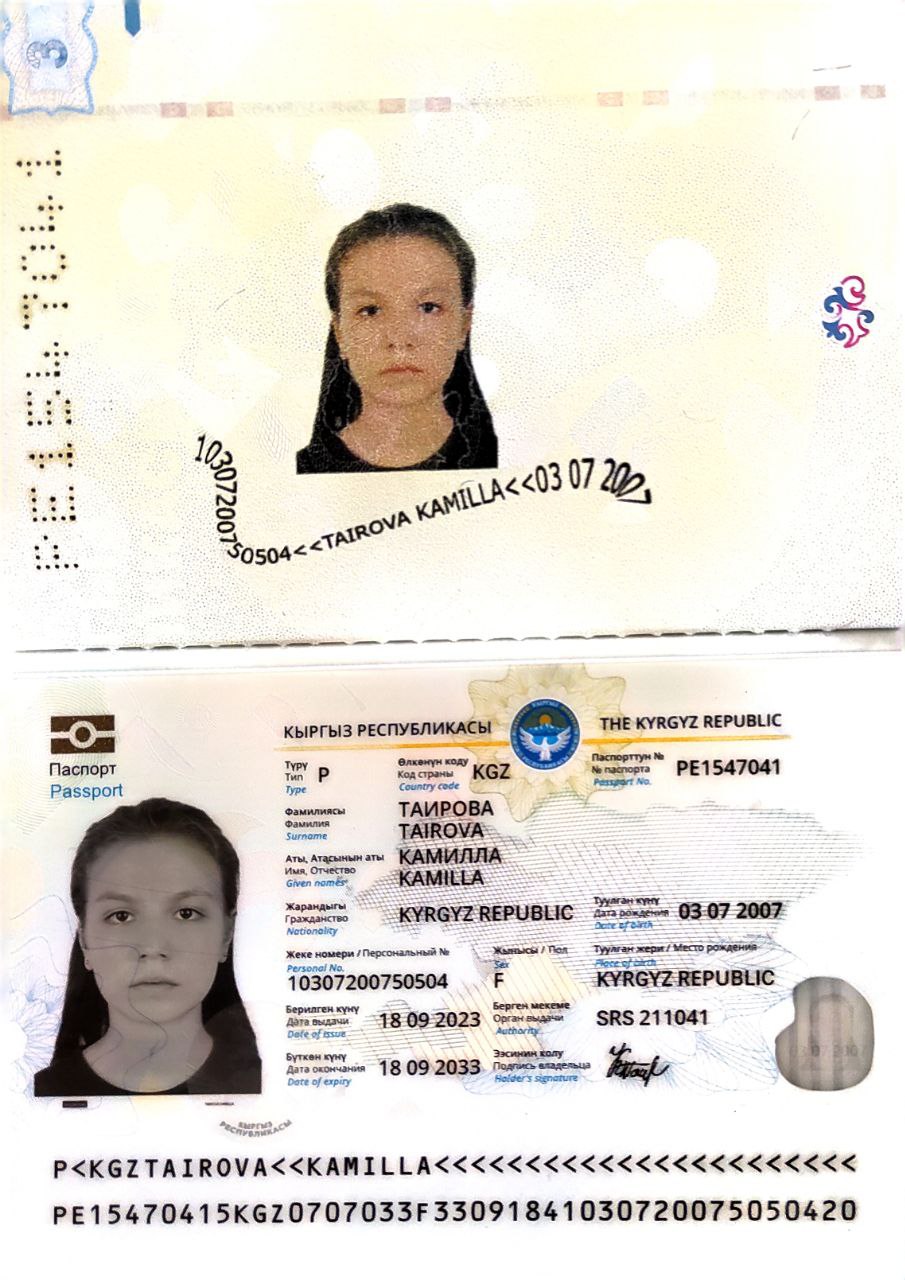 3
PE1547041
10307200750504<<TAIROVA KAMILLA<<03 07 2007
КЫРГЫЗ РЕСПУБЛИКАСЫ THE KYRGYZ REPUBLIC
Паспорт
Passport
Түрү
Тип
Type
P
Өлкөнүн коду
Код страны
Country code
KGZ
Паспорттун №
№ паспорта
Passport No.
PE1547041
Фамилиясы
Фамилия
Surname
ТАИРОВА
TAIROVA
Аты, Атасынын аты
Имя, Отчество
Given names
КАМИЛЛА
KAMILLA
Жарандыгы
Гражданство
Nationality
KYRGYZ REPUBLIC
Туулган күнү
Дата рождения
Date of birth
03 07 2007
Жеке номери / Персональный №
Personal No.
10307200750504
Жынысы / Пол
Sex
F
Туулган жери / Место рождения
Place of birth
KYRGYZ REPUBLIC
Берилген күнү
Дата выдачи
Date of issue
18 09 2023
Берген мекеме
Орган выдачи
Authority
SRS 211041
Бүткөн күнү
Дата окончания
Date of expiry
18 09 2033
Ээсинин колу
Подпись владельца
Holder's signature
КЫРГЫЗ
РЕСПУБЛИКАСЫ
P<KGZTAIROVA<<KAMILLA<<<<<<<<<<<<<<<<<<<<<<<
PE15470415KGZ0707033F33091841030720075050420